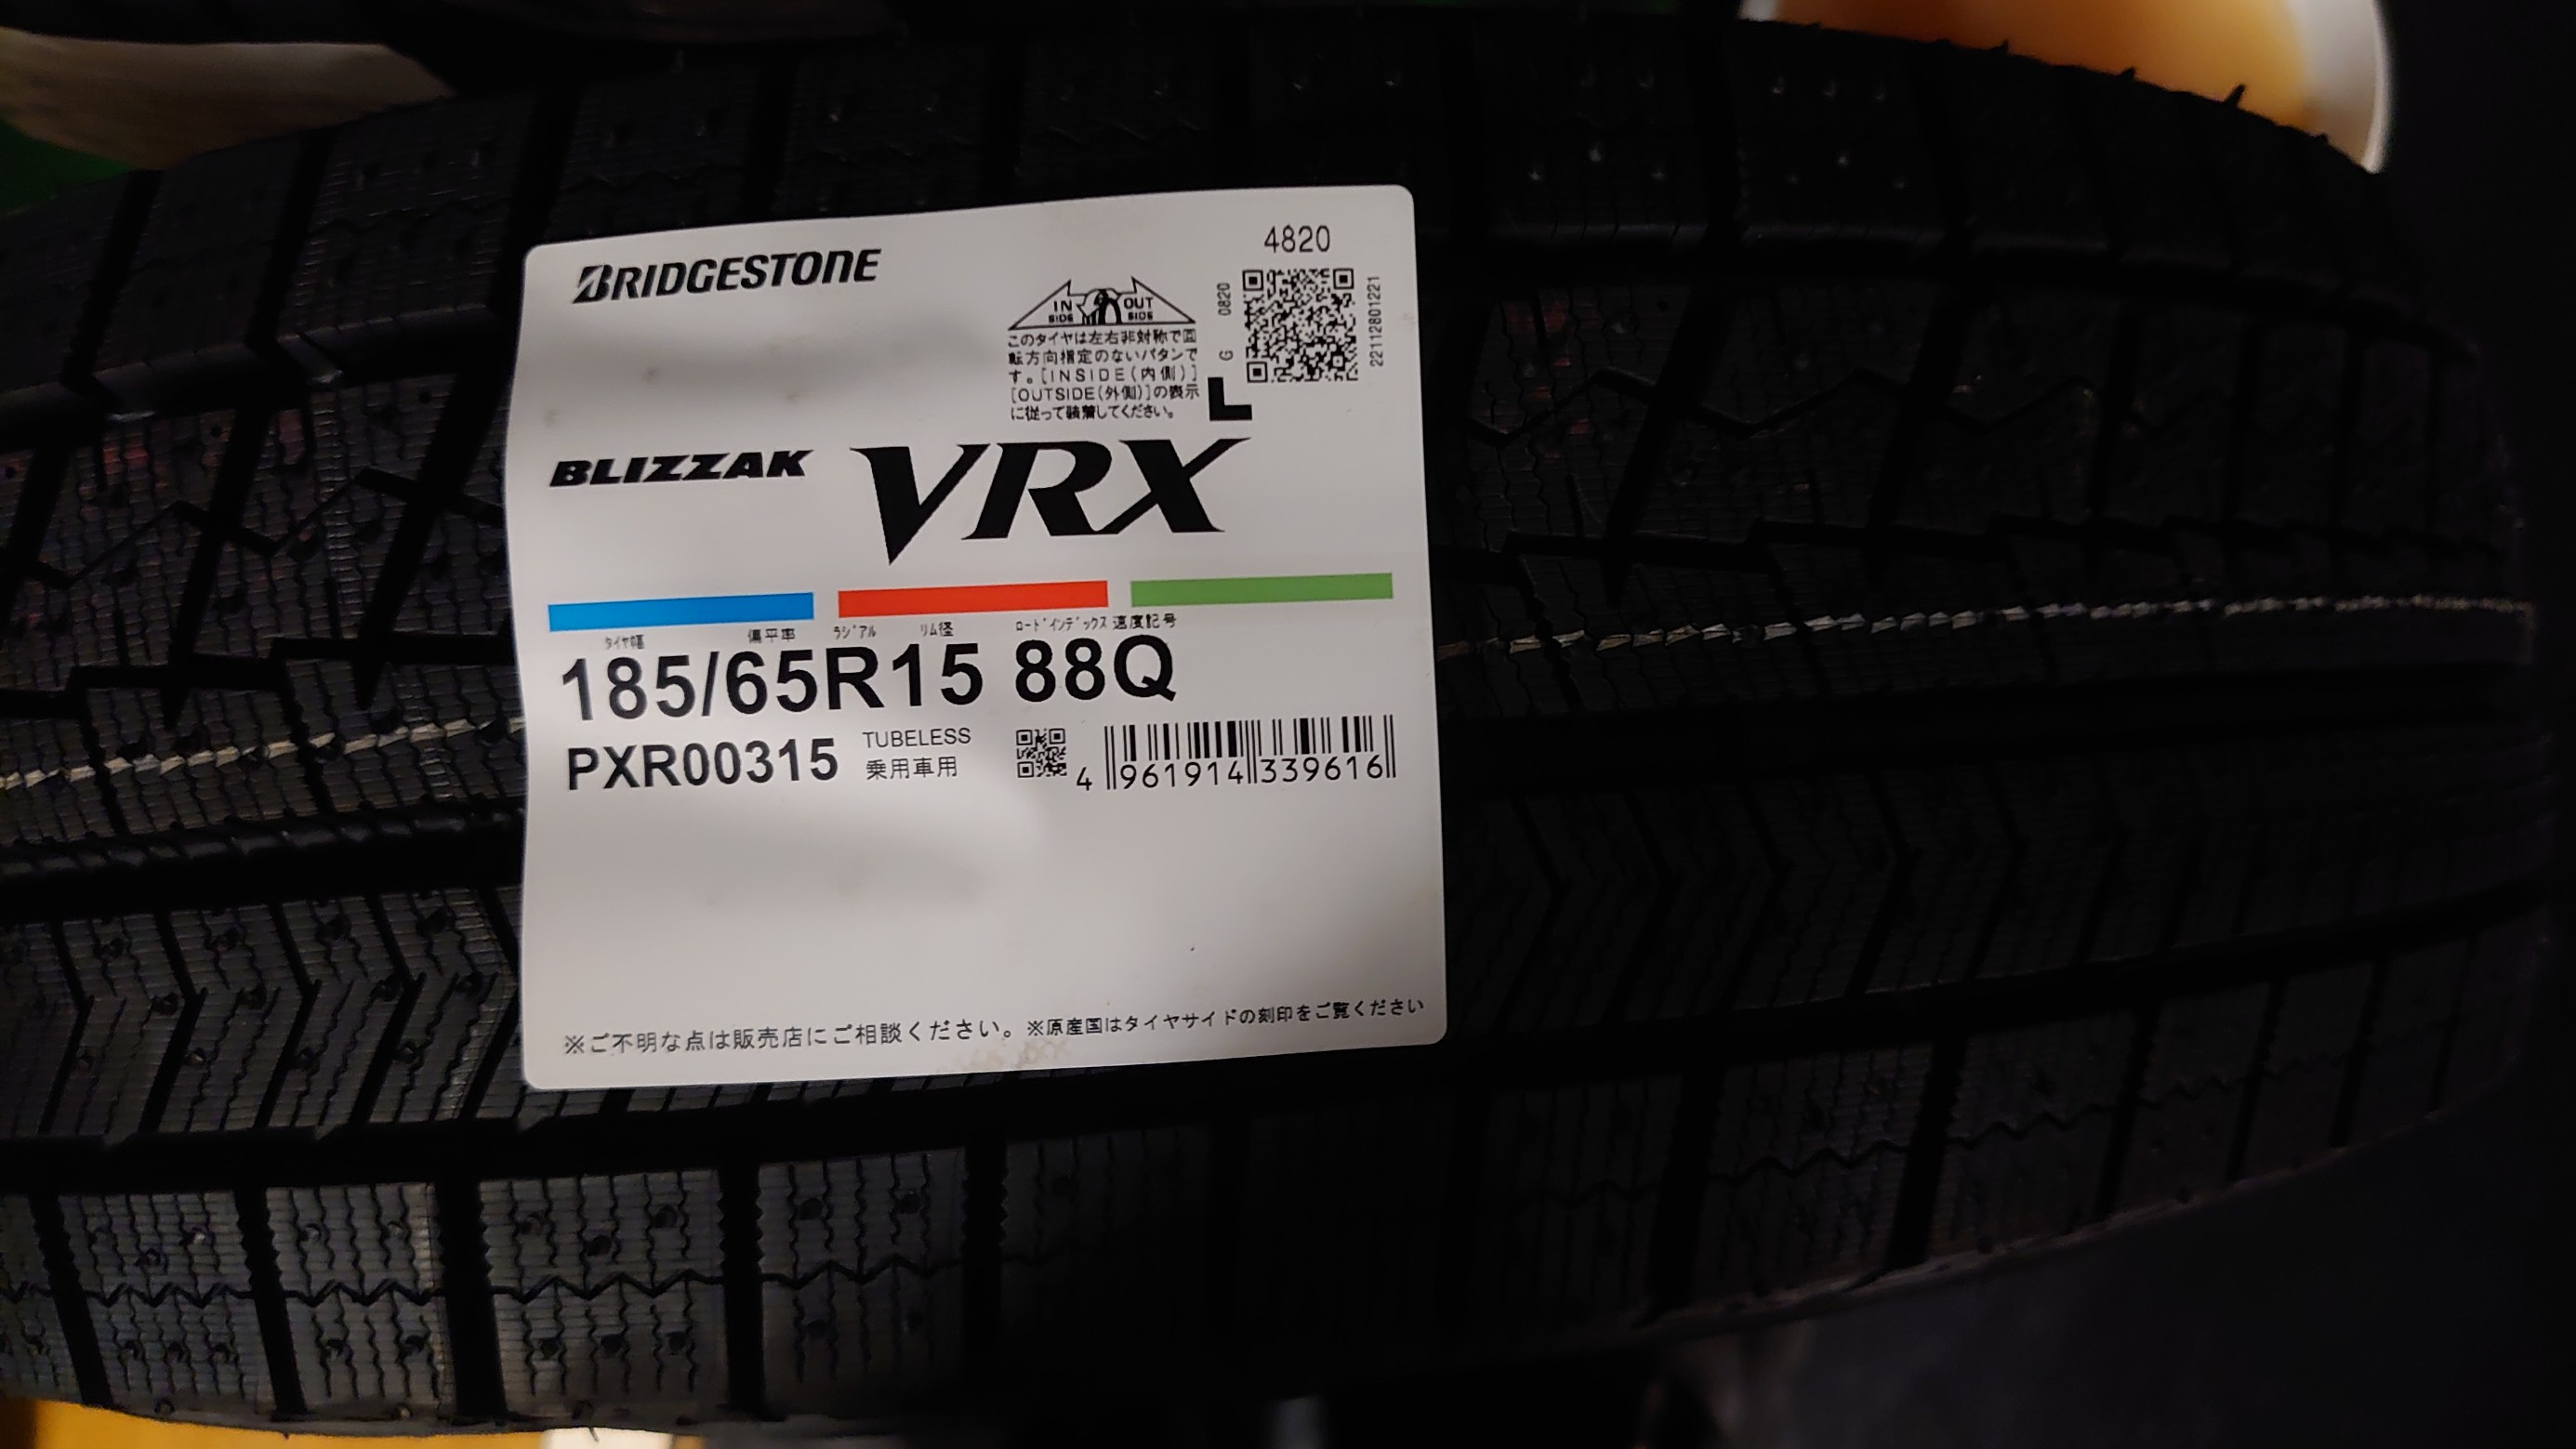 BRIDGESTONE
4820
IN SIDE OUT SIDE
このタイヤは左右非対称で回
転方向指定のないパタンで
す。[INSIDE(内側)]
[OUTSIDE(外側)]の表示
に従って装着してください。
G 0820
L
22112801221
BLIZZAK VRX
タイヤ幅 偏平率 ラジアル リム径 ロードインデックス 速度記号
185/65R15 88Q
PXR00315 TUBELESS
乗用車用
4 961914 339616
※ご不明な点は販売店にご相談ください。※原産国はタイヤサイドの刻印をご覧ください